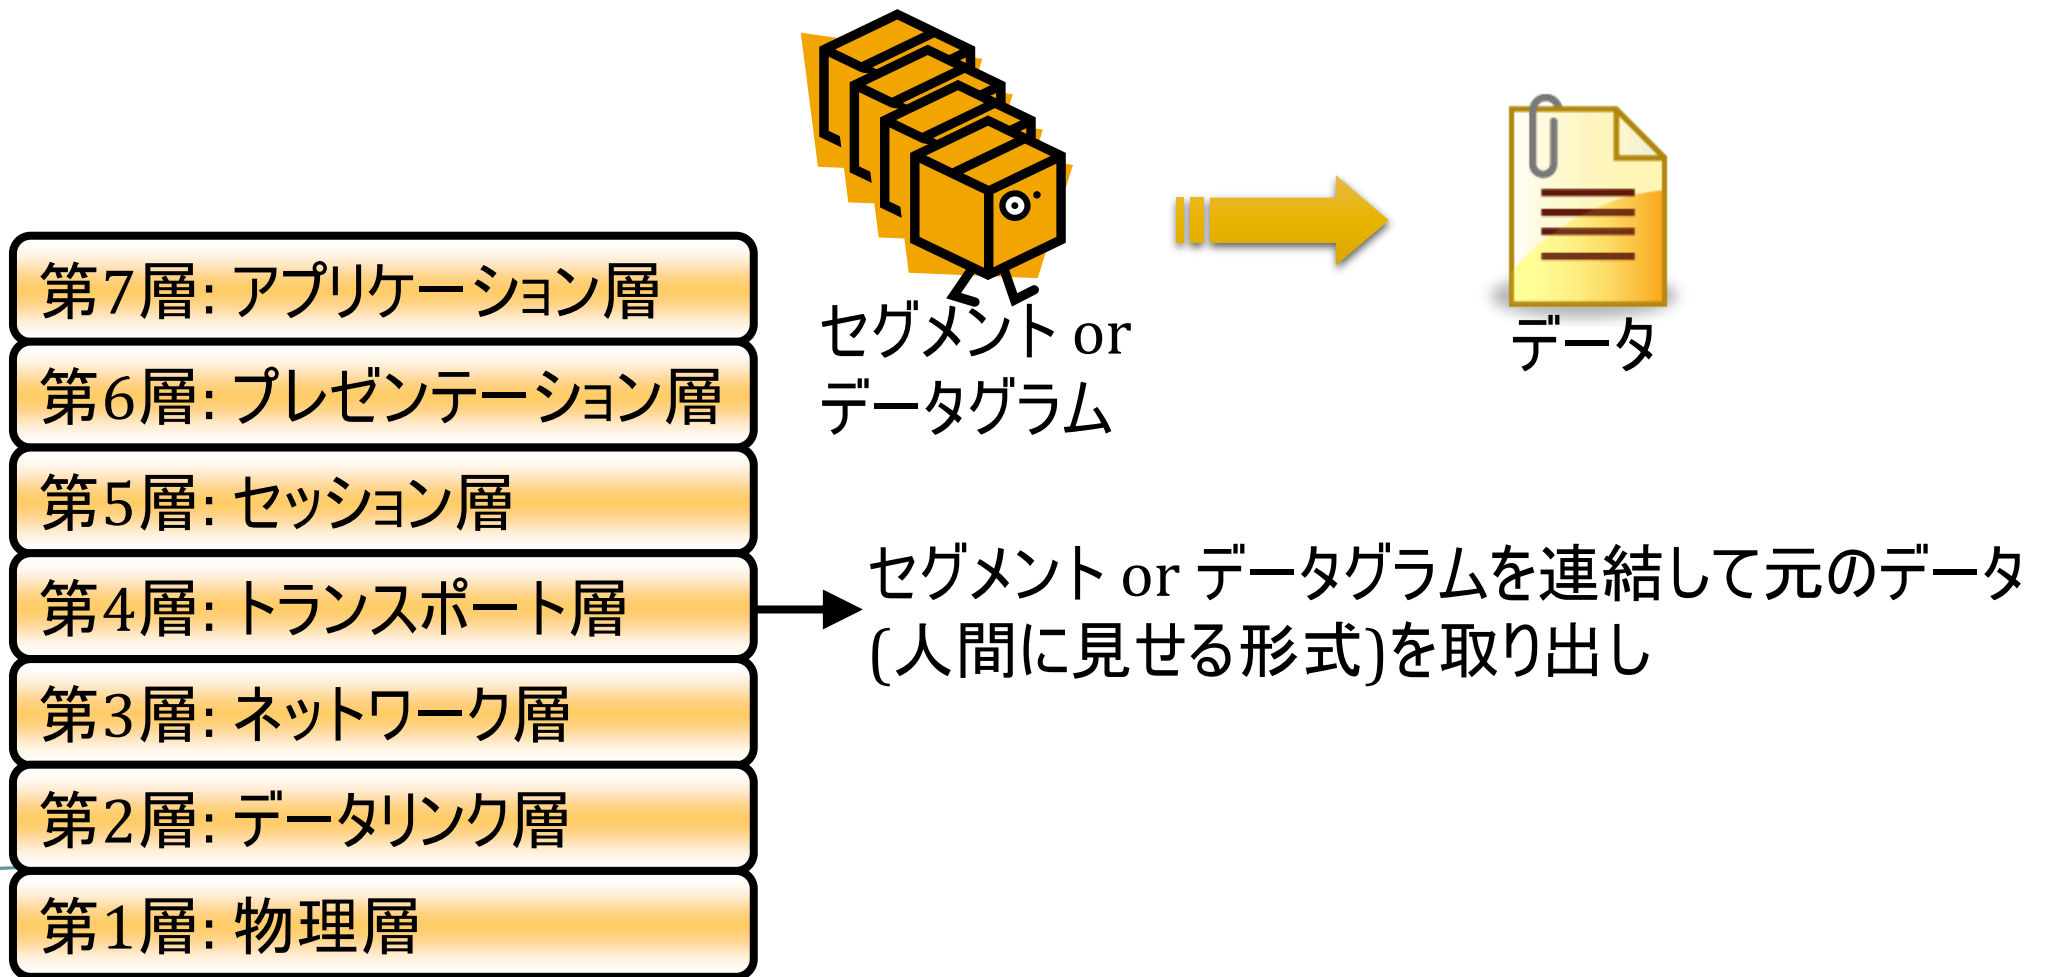 第7層: アプリケーション層
第6層: プレゼンテーション層
第5層: セッション層
第4層: トランスポート層
第3層: ネットワーク層
第2層: データリンク層
第1層: 物理層
セグメント or
データグラム
データ
セグメント or データグラムを連結して元のデータ
(人間に見せる形式)を取り出し